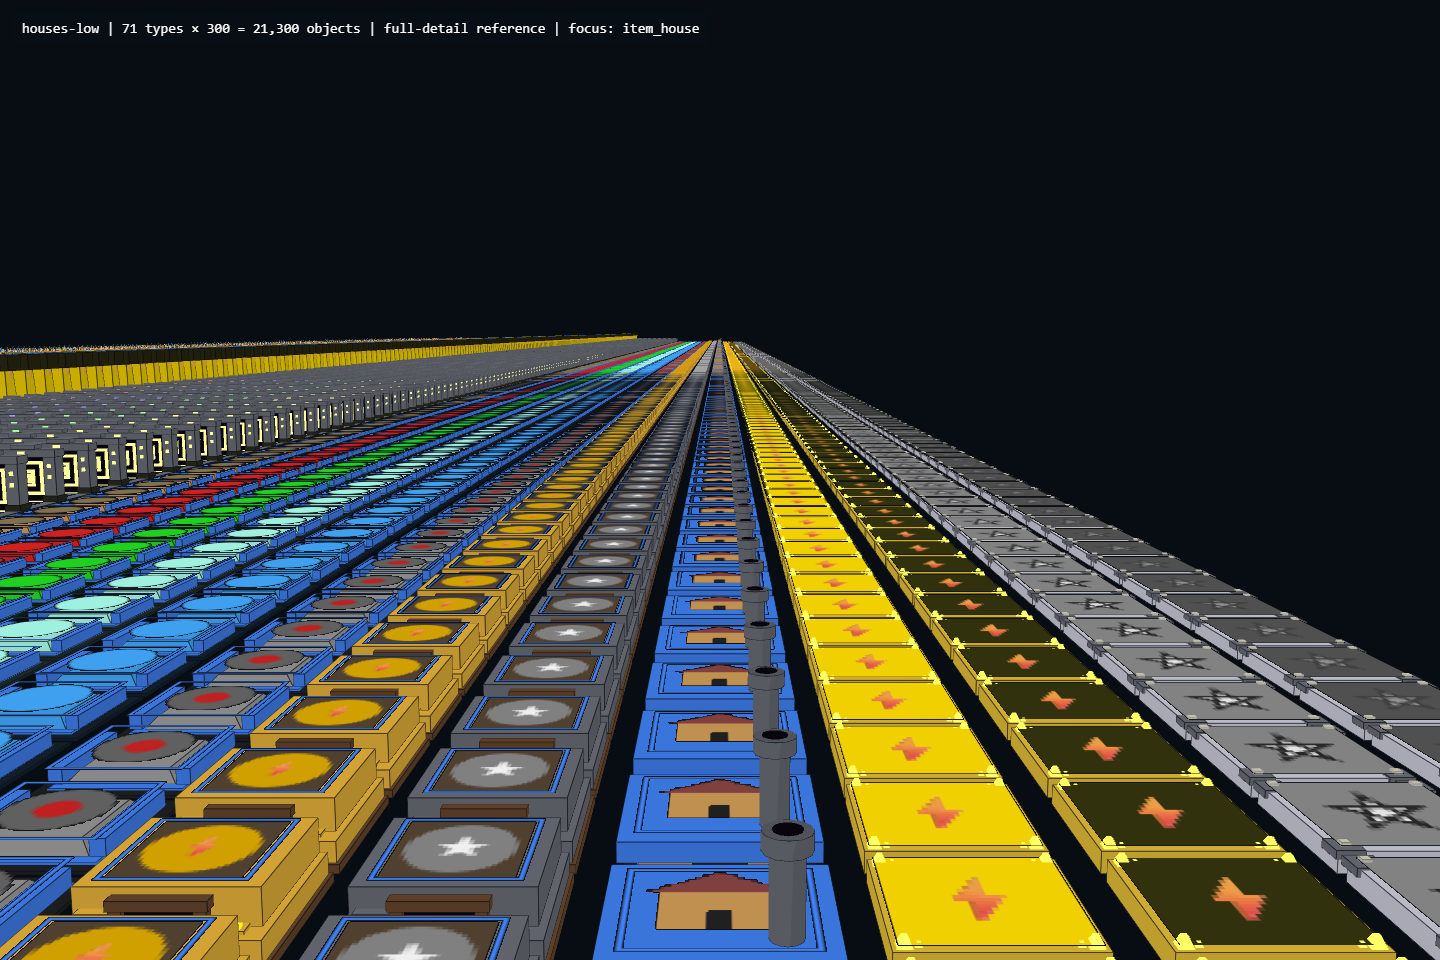 houses-low | 71 types × 300 = 21,300 objects | full-detail reference | focus: item_house